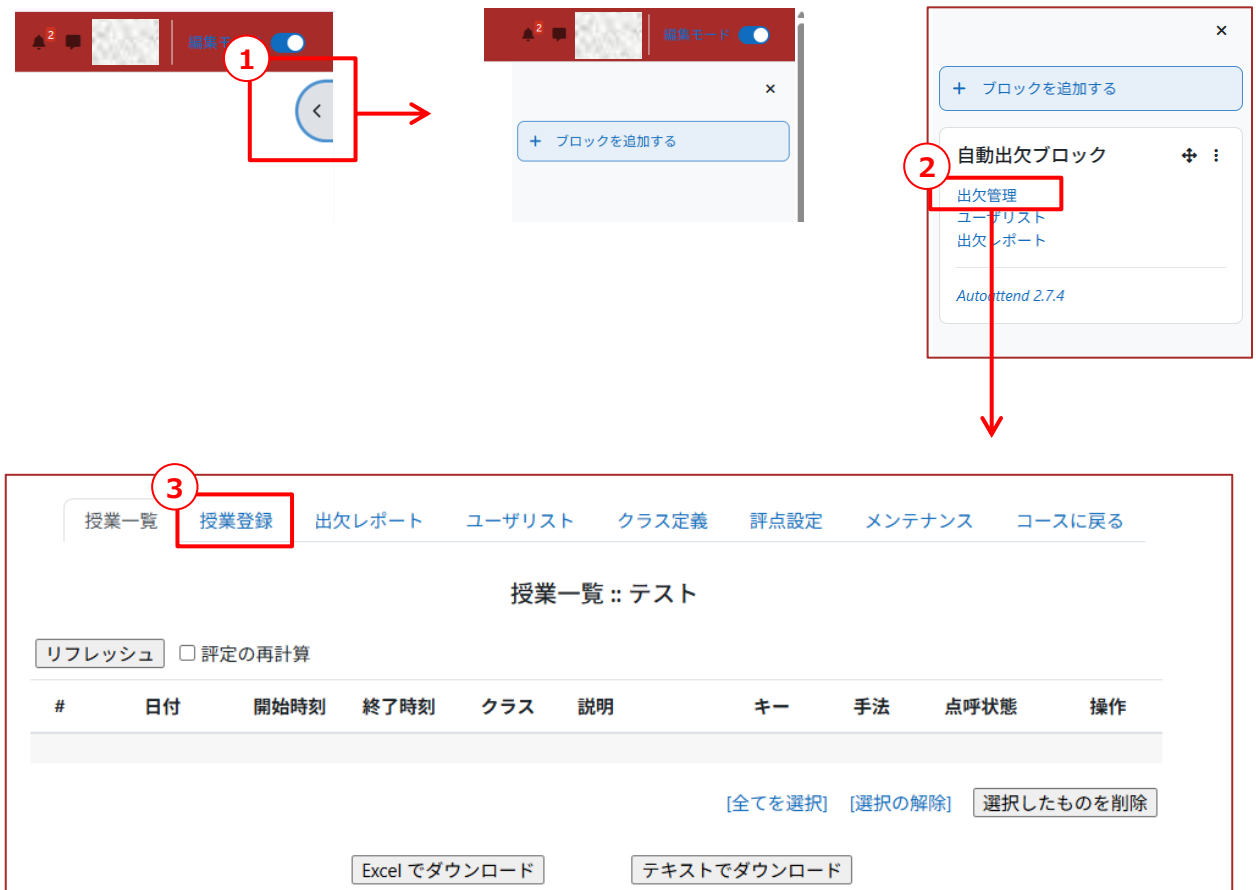 2
編集モ
1
2
編集モード
×
+ ブロックを追加する
×
+ ブロックを追加する
自動出欠ブロック
2
出欠管理
ユーザリスト
出欠レポート
Autoattend 2.7.4
3
授業一覧 授業登録 出欠レポート ユーザリスト クラス定義 評点設定 メンテナンス コースに戻る
授業一覧 :: テスト
リフレッシュ 評定の再計算
# 日付 開始時刻 終了時刻 クラス 説明 キー 手法 点呼状態 操作
[全てを選択] [選択の解除] 選択したものを削除
Excel でダウンロード テキストでダウンロード